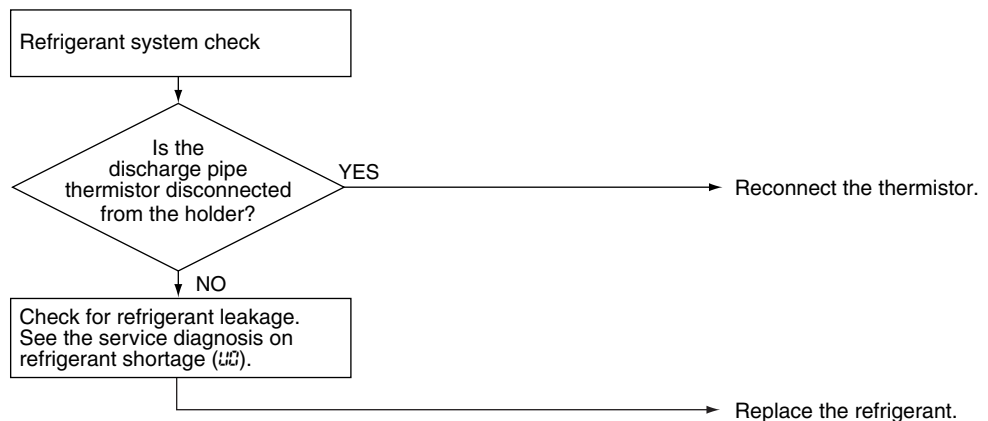 Refrigerant system check
Is the
discharge pipe
thermistor disconnected
from the holder?
YES
Reconnect the thermistor.
NO
Check for refrigerant leakage.
See the service diagnosis on
refrigerant shortage (U0).
Replace the refrigerant.